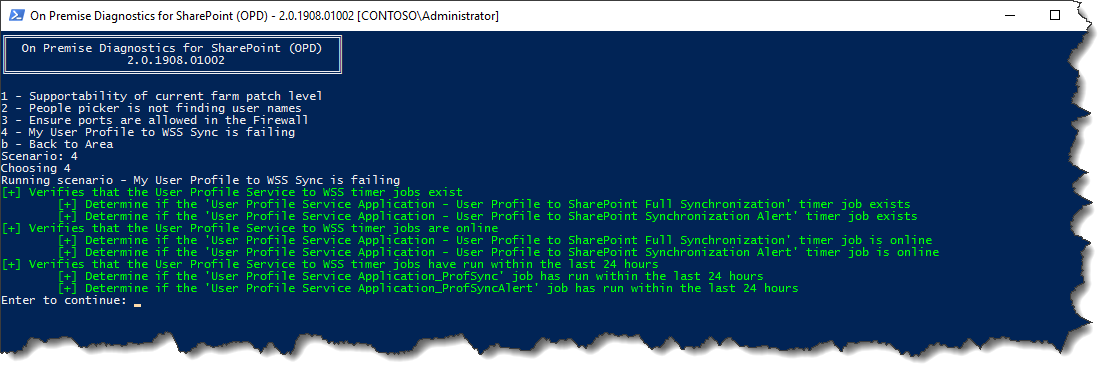 On Premise Diagnostics for SharePoint (OPD) - 2.0.1908.01002 [CONTOSO\Administrator]
On Premise Diagnostics for SharePoint (OPD)
2.0.1908.01002
1 - Supportability of current farm patch level
2 - People picker is not finding user names
3 - Ensure ports are allowed in the Firewall
4 - My User Profile to WSS Sync is failing
b - Back to Area
Scenario: 4
Choosing 4
Running scenario - My User Profile to WSS Sync is failing
[+] Verifies that the User Profile Service to WSS timer jobs exist
[+] Determine if the 'User Profile Service Application - User Profile to SharePoint Full Synchronization' timer job exists
[+] Determine if the 'User Profile Service Application - User Profile to SharePoint Synchronization Alert' timer job exists
[+] Verifies that the User Profile Service to WSS timer jobs are online
[+] Determine if the 'User Profile Service Application - User Profile to SharePoint Full Synchronization' timer job is online
[+] Determine if the 'User Profile Service Application - User Profile to SharePoint Synchronization Alert' timer job is online
[+] Verifies that the User Profile Service to WSS timer jobs have run within the last 24 hours
[+] Determine if the 'User Profile Service Application_ProfSync' job has run within the last 24 hours
[+] Determine if the 'User Profile Service Application_ProfSyncAlert' job has run within the last 24 hours
Enter to continue: